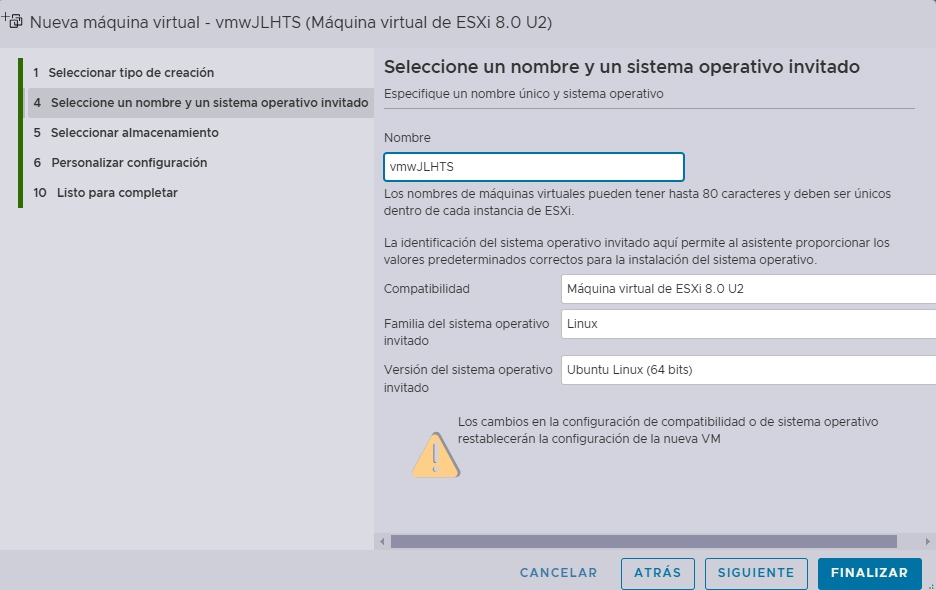 Nueva máquina virtual - vmwJLHTS (Máquina virtual de ESXi 8.0 U2)
1 Seleccionar tipo de creación
4 Seleccione un nombre y un sistema operativo invitado
5 Seleccionar almacenamiento
6 Personalizar configuración
10 Listo para completar
Seleccione un nombre y un sistema operativo invitado
Especifique un nombre único y sistema operativo
Nombre
vmwJLHTS
Los nombres de máquinas virtuales pueden tener hasta 80 caracteres y deben ser únicos
dentro de cada instancia de ESXi.
La identificación del sistema operativo invitado aquí permite al asistente proporcionar los
valores predeterminados correctos para la instalación del sistema operativo.
Compatibilidad
Máquina virtual de ESXi 8.0 U2
Familia del sistema operativo
invitado
Linux
Versión del sistema operativo
invitado
Ubuntu Linux (64 bits)
Los cambios en la configuración de compatibilidad o de sistema operativo
restablecerán la configuración de la nueva VM
CANCELAR
ATRÁS
SIGUIENTE
FINALIZAR